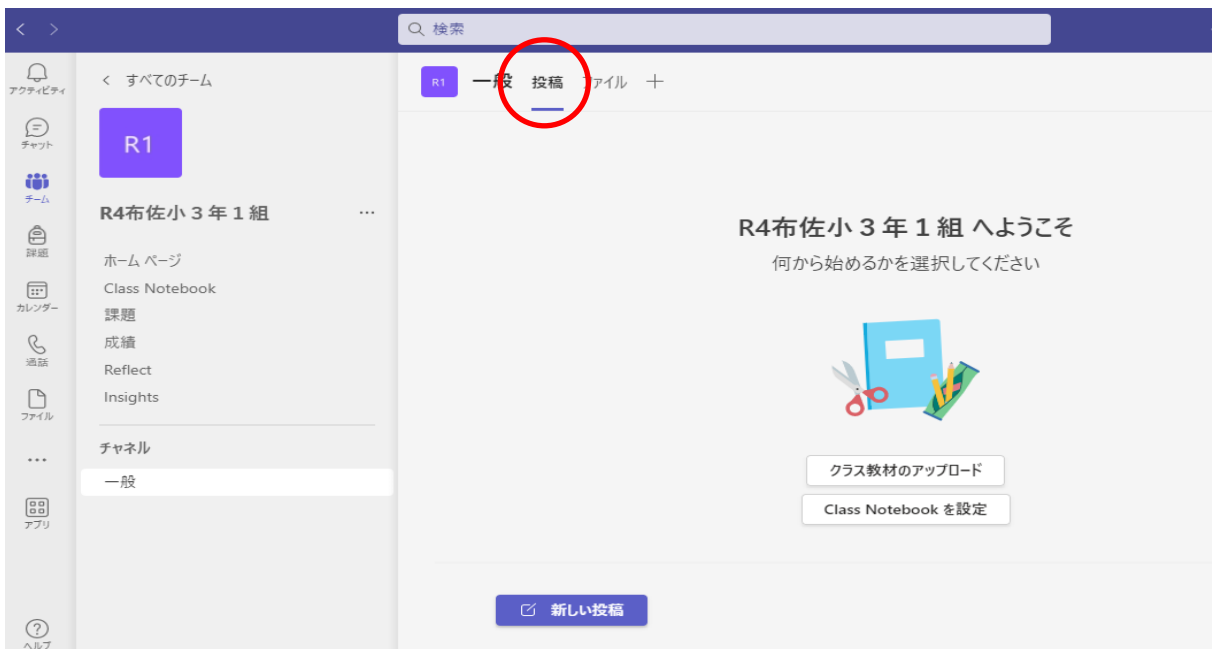 検索
アクティビティ
チャット
チーム
課題
カレンダー
通話
ファイル
アプリ
ヘルプ
すべてのチーム
R1
R4布佐小３年１組
ホーム ページ
Class Notebook
課題
成績
Reflect
Insights
チャネル
一般
R1 一般 投稿 ファイル
R4布佐小３年１組 へようこそ
何から始めるかを選択してください
クラス教材のアップロード
Class Notebook を設定
新しい投稿